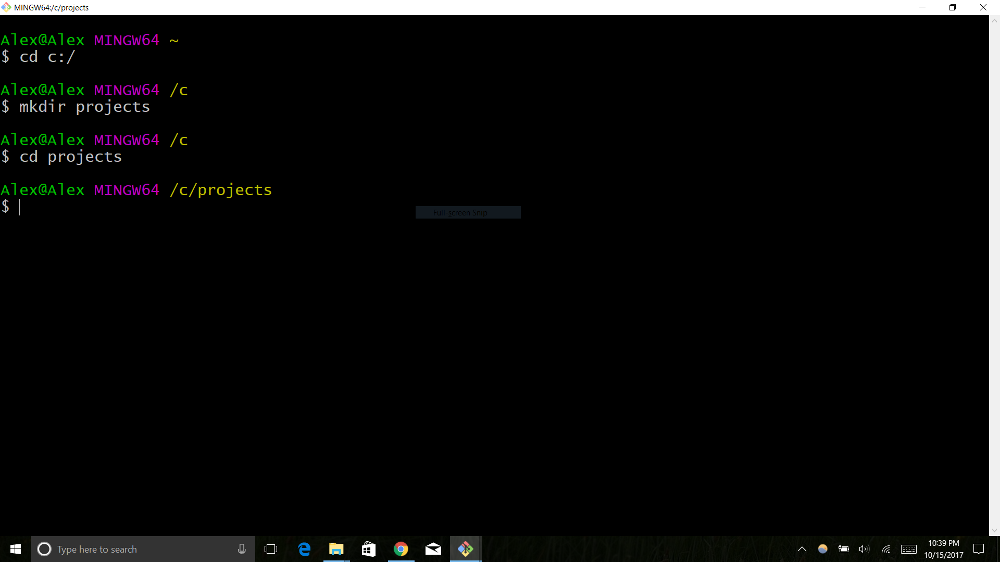 MINGW64:/c/projects
Alex@Alex MINGW64 ~
$ cd c:/
Alex@Alex MINGW64 /c
$ mkdir projects
Alex@Alex MINGW64 /c
$ cd projects
Alex@Alex MINGW64 /c/projects
$
Full-screen Snip
Type here to search
10:39 PM
10/15/2017